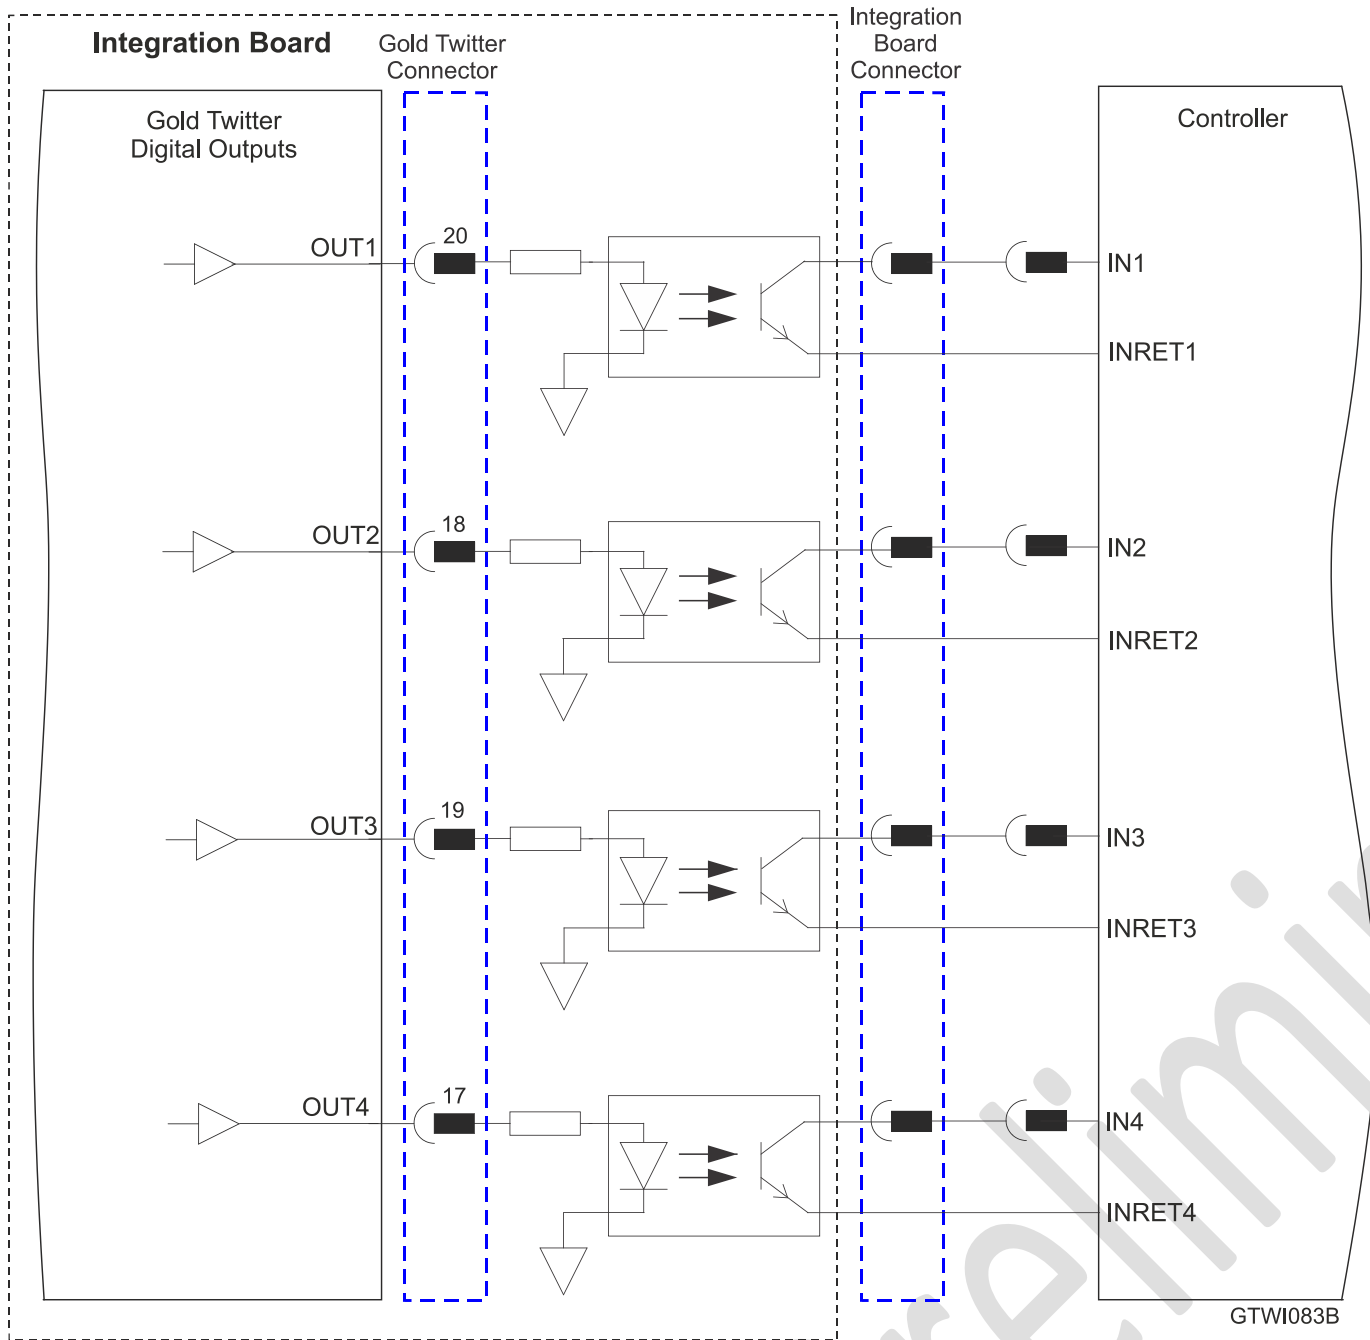 Integration Board
Gold Twitter
Connector
Integration
Board
Connector
Gold Twitter
Digital Outputs
Controller
OUT1
20
IN1
INRET1
OUT2
18
IN2
INRET2
OUT3
19
IN3
INRET3
OUT4
17
IN4
INRET4
GTWI083B